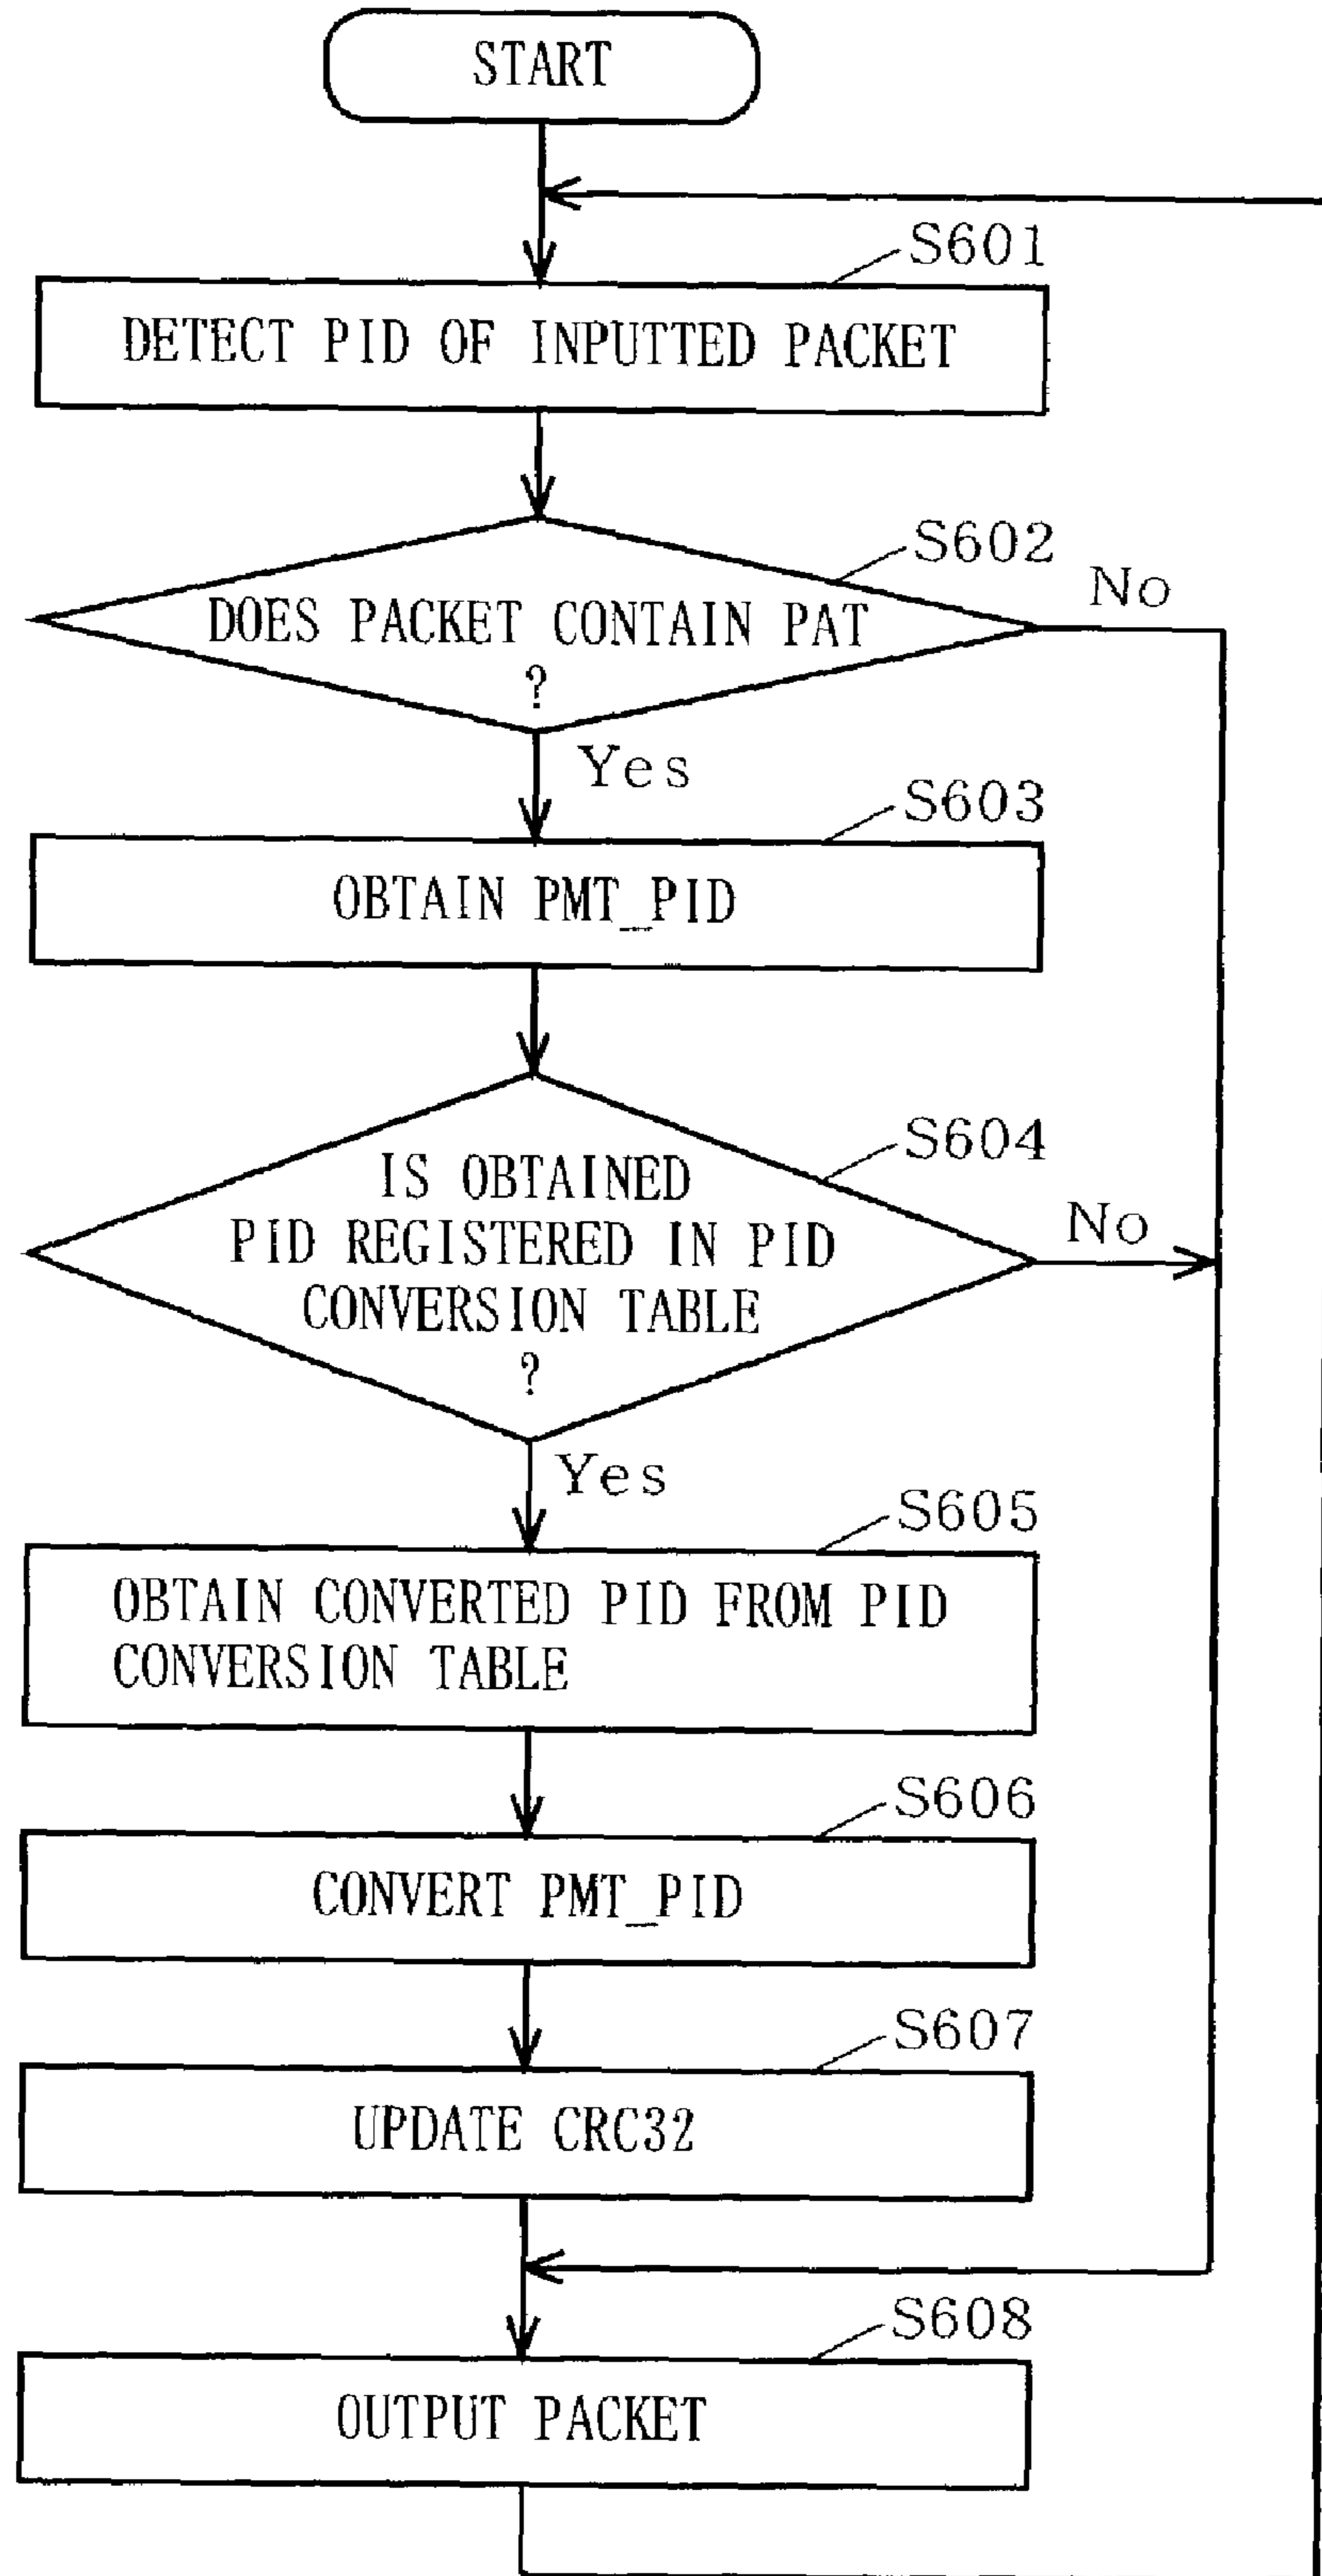 START
S601
DETECT PID OF INPUTTED PACKET
S602
No
DOES PACKET CONTAIN PAT
?
Yes
S603
OBTAIN PMT_PID
S604
IS OBTAINED
No
PID REGISTERED IN PID
CONVERSION TABLE
?
Yes
S605
OBTAIN CONVERTED PID FROM PID
CONVERSION TABLE
S606
CONVERT PMT_PID
S607
UPDATE CRC32
S608
OUTPUT PACKET